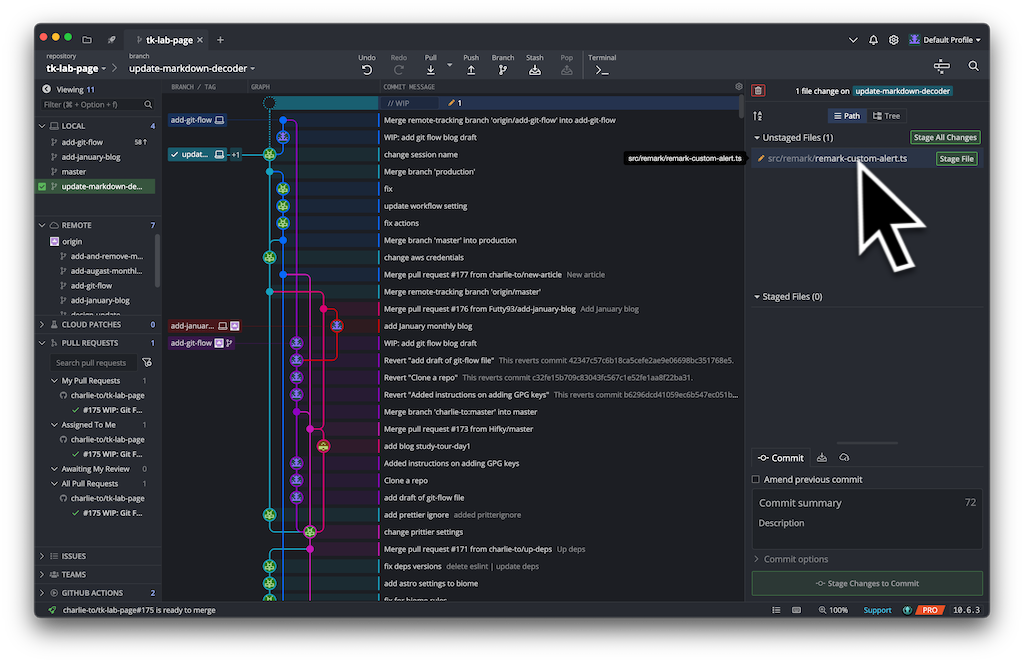 tk-lab-page
repository
tk-lab-page
branch
update-markdown-decoder
Undo
Redo
Pull
Push
Branch
Stash
Pop
Terminal
Default Profile
Viewing 11
Filter (⌘ + Option + f)
LOCAL 4
add-git-flow 58↑
add-january-blog
master
update-markdown-de...
REMOTE 7
origin
add-and-remove-m...
add-augast-monthl...
add-git-flow
add-january-blog
design-update
CLOUD PATCHES 0
PULL REQUESTS 1
Search pull requests
My Pull Requests 1
charlie-to/tk-lab-page
#175 WIP: Git F...
Assigned To Me 1
charlie-to/tk-lab-page
#175 WIP: Git F...
Awaiting My Review 0
All Pull Requests 1
charlie-to/tk-lab-page
#175 WIP: Git F...
ISSUES
TEAMS
GITHUB ACTIONS 2
BRANCH / TAG
GRAPH
COMMIT MESSAGE
// WIP 1
add-git-flow
Merge remote-tracking branch 'origin/add-git-flow' into add-git-flow
WIP: add git flow blog draft
updat... +1
change session name
Merge branch 'production'
fix
update workflow setting
fix actions
Merge branch 'master' into production
change aws credentials
Merge pull request #177 from charlie-to/new-article New article
Merge remote-tracking branch 'origin/master'
Merge pull request #176 from Futty93/add-january-blog Add January blog
add-januar...
add January monthly blog
add-git-flow
WIP: add git flow blog draft
Revert "add draft of git-flow file" This reverts commit 42347c57c6b18ca5cefe2ae9e06698bc351768e5.
Revert "Clone a repo" This reverts commit c32fe15b709c83043fc567c1e52fe1aa8f22ba31.
Revert "Added instructions on adding GPG keys" This reverts commit b6296dcd41059ec6b547ec051b...
Merge branch 'charlie-to:master' into master
Merge pull request #173 from Hifky/master
add blog study-tour-day1
Added instructions on adding GPG keys
Clone a repo
add draft of git-flow file
add prettier ignore added pritterignore
change prittier settings
Merge pull request #171 from charlie-to/up-deps Up deps
fix deps versions delete eslint | update deps
add astro settings to biome
fix for biome rules
1 file change on update-markdown-decoder
Path
Tree
Unstaged Files (1)
Stage All Changes
src/remark/remark-custom-alert.ts
src/remark/remark-custom-alert.ts
Stage File
Staged Files (0)
Commit
Amend previous commit
Commit summary 72
Description
Commit options
Stage Changes to Commit
charlie-to/tk-lab-page#175 is ready to merge
100%
Support
PRO
10.6.3